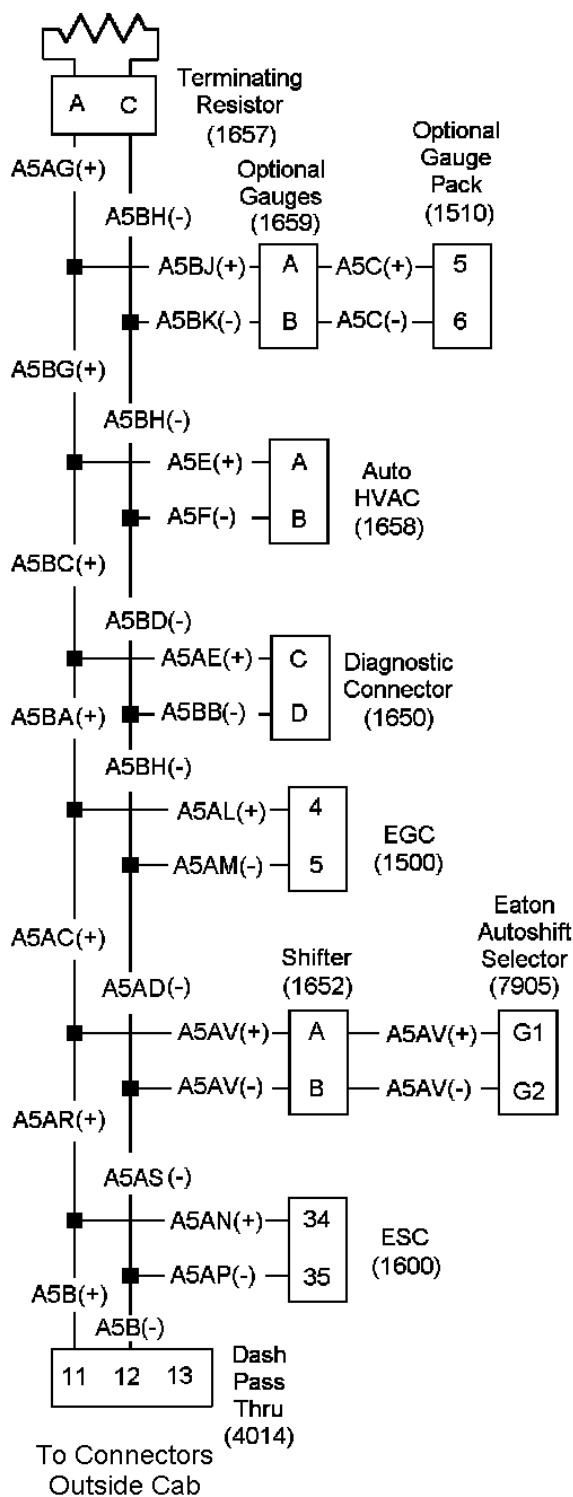 A C
Terminating
Resistor
(1657)
A5AG(+)
A5BH(-)
Optional
Gauges
(1659)
Optional
Gauge
Pack
(1510)
A5BJ(+) A A5C(+) 5
A5BK(-) B A5C(-) 6
A5BG(+)
A5BH(-)
A5E(+) A
A5F(-) B
Auto
HVAC
(1658)
A5BC(+)
A5BD(-)
A5AE(+) C
A5BB(-) D
Diagnostic
Connector
(1650)
A5BA(+)
A5BH(-)
A5AL(+) 4
A5AM(-) 5
EGC
(1500)
A5AC(+)
A5AD(-)
Shifter
(1652)
Eaton
Autoshift
Selector
(7905)
A5AV(+) A A5AV(+) G1
A5AV(-) B A5AV(-) G2
A5AR(+)
A5AS(-)
A5AN(+) 34
A5AP(-) 35
ESC
(1600)
A5B(+)
A5B(-)
11 12 13
Dash
Pass
Thru
(4014)
To Connectors
Outside Cab